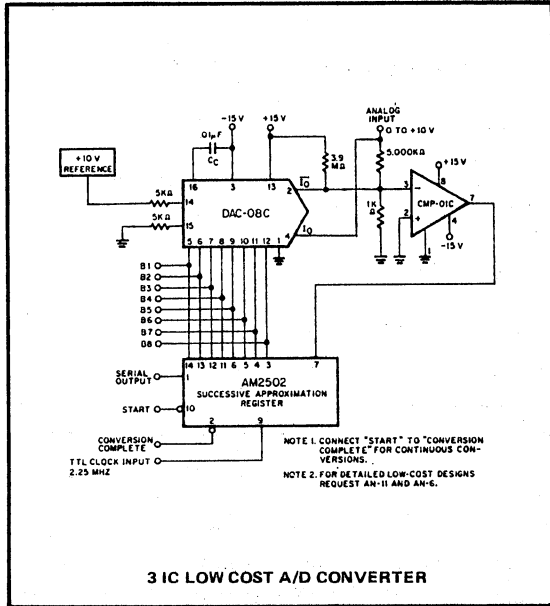 -15 V
+15 V
.01µF
CC
ANALOG
INPUT
0 TO +10 V
5.000KΩ
+15 V
+10 V
REFERENCE
16
3
13
3.9
MΩ
2
I0
3
8
5KΩ
14
DAC-08C
CMP-01C
7
1K
Ω
2
5KΩ
15
4
I0
4
-15 V
1
5 6 7 8 9 10 11 12 1
B1
B2
B3
B4
B5
B6
B7
B8
14 13 12 11 6 5 4 3
7
SERIAL
OUTPUT
1
AM2502
SUCCESSIVE APPROXIMATION
REGISTER
START
10
2
9
CONVERSION
COMPLETE
TTL CLOCK INPUT
2.25 MHZ
NOTE 1. CONNECT "START" TO "CONVERSION
COMPLETE" FOR CONTINUOUS CON-
VERSIONS.
NOTE 2. FOR DETAILED LOW-COST DESIGNS
REQUEST AN-11 AND AN-6.
3 IC LOW COST A/D CONVERTER